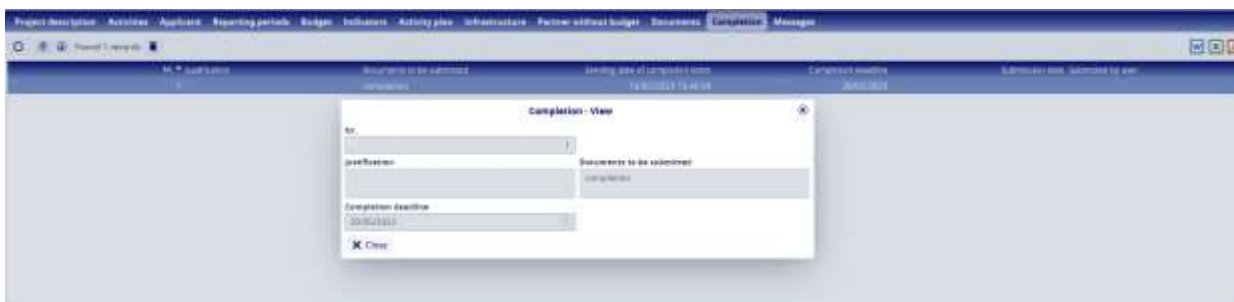 Project description Activities Applicant Reporting periods Budget Indicators Activity plan Infrastructure Partner without budget Documents Completion Messages
Found 1 records
Nr. Justification Documents to be submitted Sending date of completion letter Completion deadline Submission date Submitted by user
1 completion
Completion - View
Nr.
1
Justification Documents to be submitted
completion
Completion deadline
Close